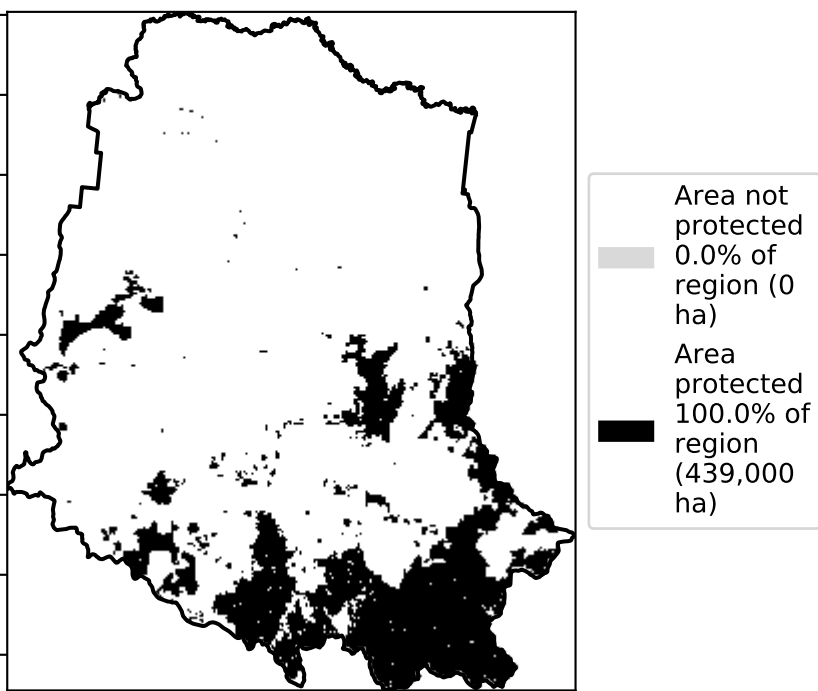 Area not
protected
0.0% of
region (0
ha)
Area
protected
100.0% of
region
(439,000
ha)